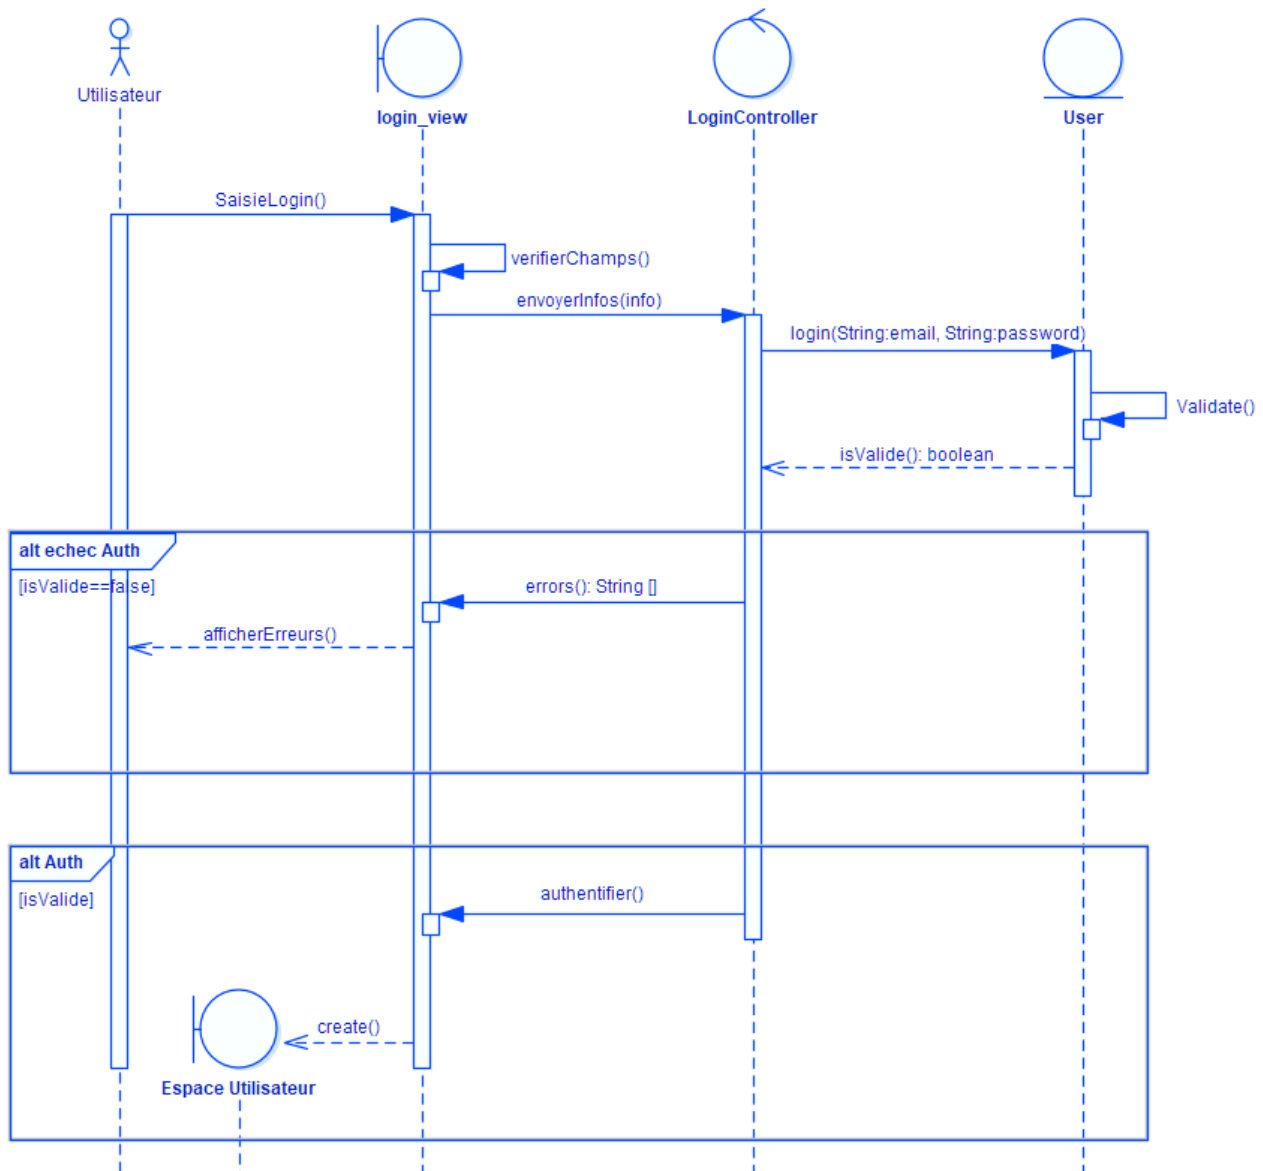 Utilisateur
login_view
LoginController
User
SaisieLogin()
verifierChamps()
envoyerInfos(info)
login(String:email, String:password)
Validate()
isValide(): boolean
alt echec Auth
[isValide==false]
errors(): String []
afficherErreurs()
alt Auth
[isValide]
authentifier()
create()
Espace Utilisateur